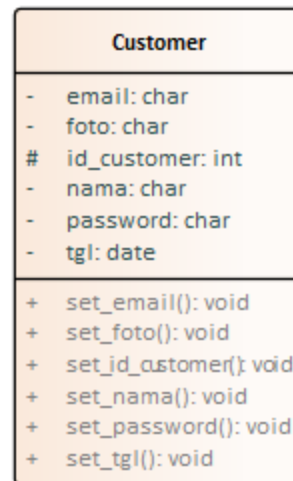 Customer
- email: char
- foto: char
# id_customer: int
- nama: char
- password: char
- tgl: date
+ set_email(): void
+ set_foto(): void
+ set_id_customer(): void
+ set_nama(): void
+ set_password(): void
+ set_tgl(): void